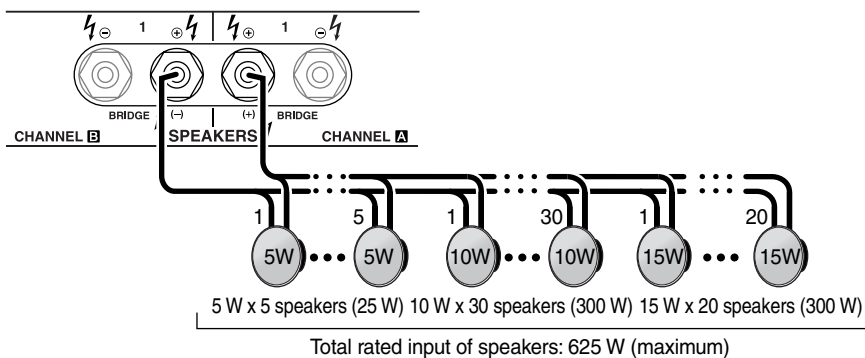 ⊖ 1 ⊕ ⊕ 1 ⊖
BRIDGE (−) (+) BRIDGE
CHANNEL B SPEAKERS CHANNEL A
1 5 1 30 1 20
5W 5W 10W 10W 15W 15W
5 W x 5 speakers (25 W) 10 W x 30 speakers (300 W) 15 W x 20 speakers (300 W)
Total rated input of speakers: 625 W (maximum)